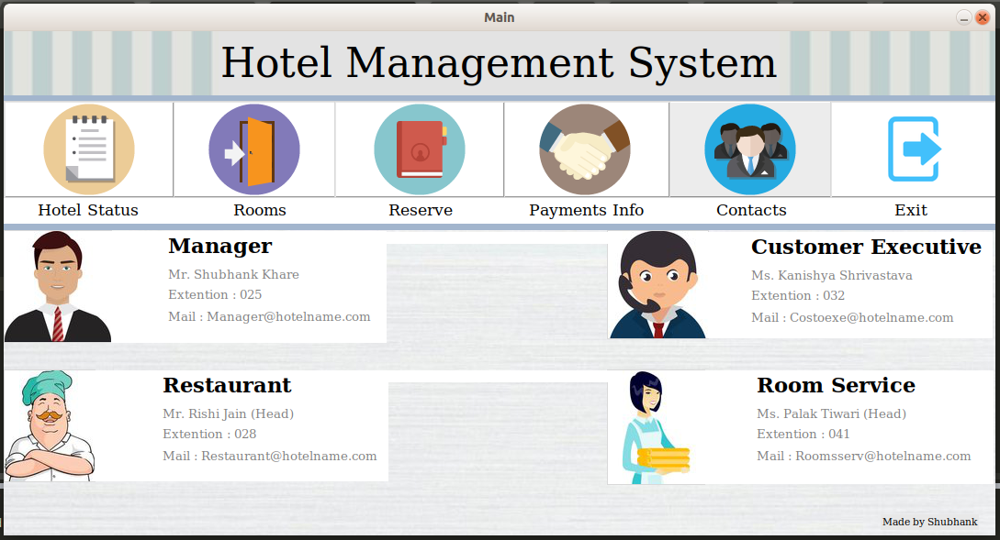 Main
Hotel Management System
Hotel Status
Rooms
Reserve
Payments Info
Contacts
Exit
Manager
Mr. Shubhank Khare
Extention : 025
Mail : Manager@hotelname.com
Customer Executive
Ms. Kanishya Shrivastava
Extention : 032
Mail : Costoexe@hotelname.com
Restaurant
Mr. Rishi Jain (Head)
Extention : 028
Mail : Restaurant@hotelname.com
Room Service
Ms. Palak Tiwari (Head)
Extention : 041
Mail : Roomsserv@hotelname.com
Made by Shubhank